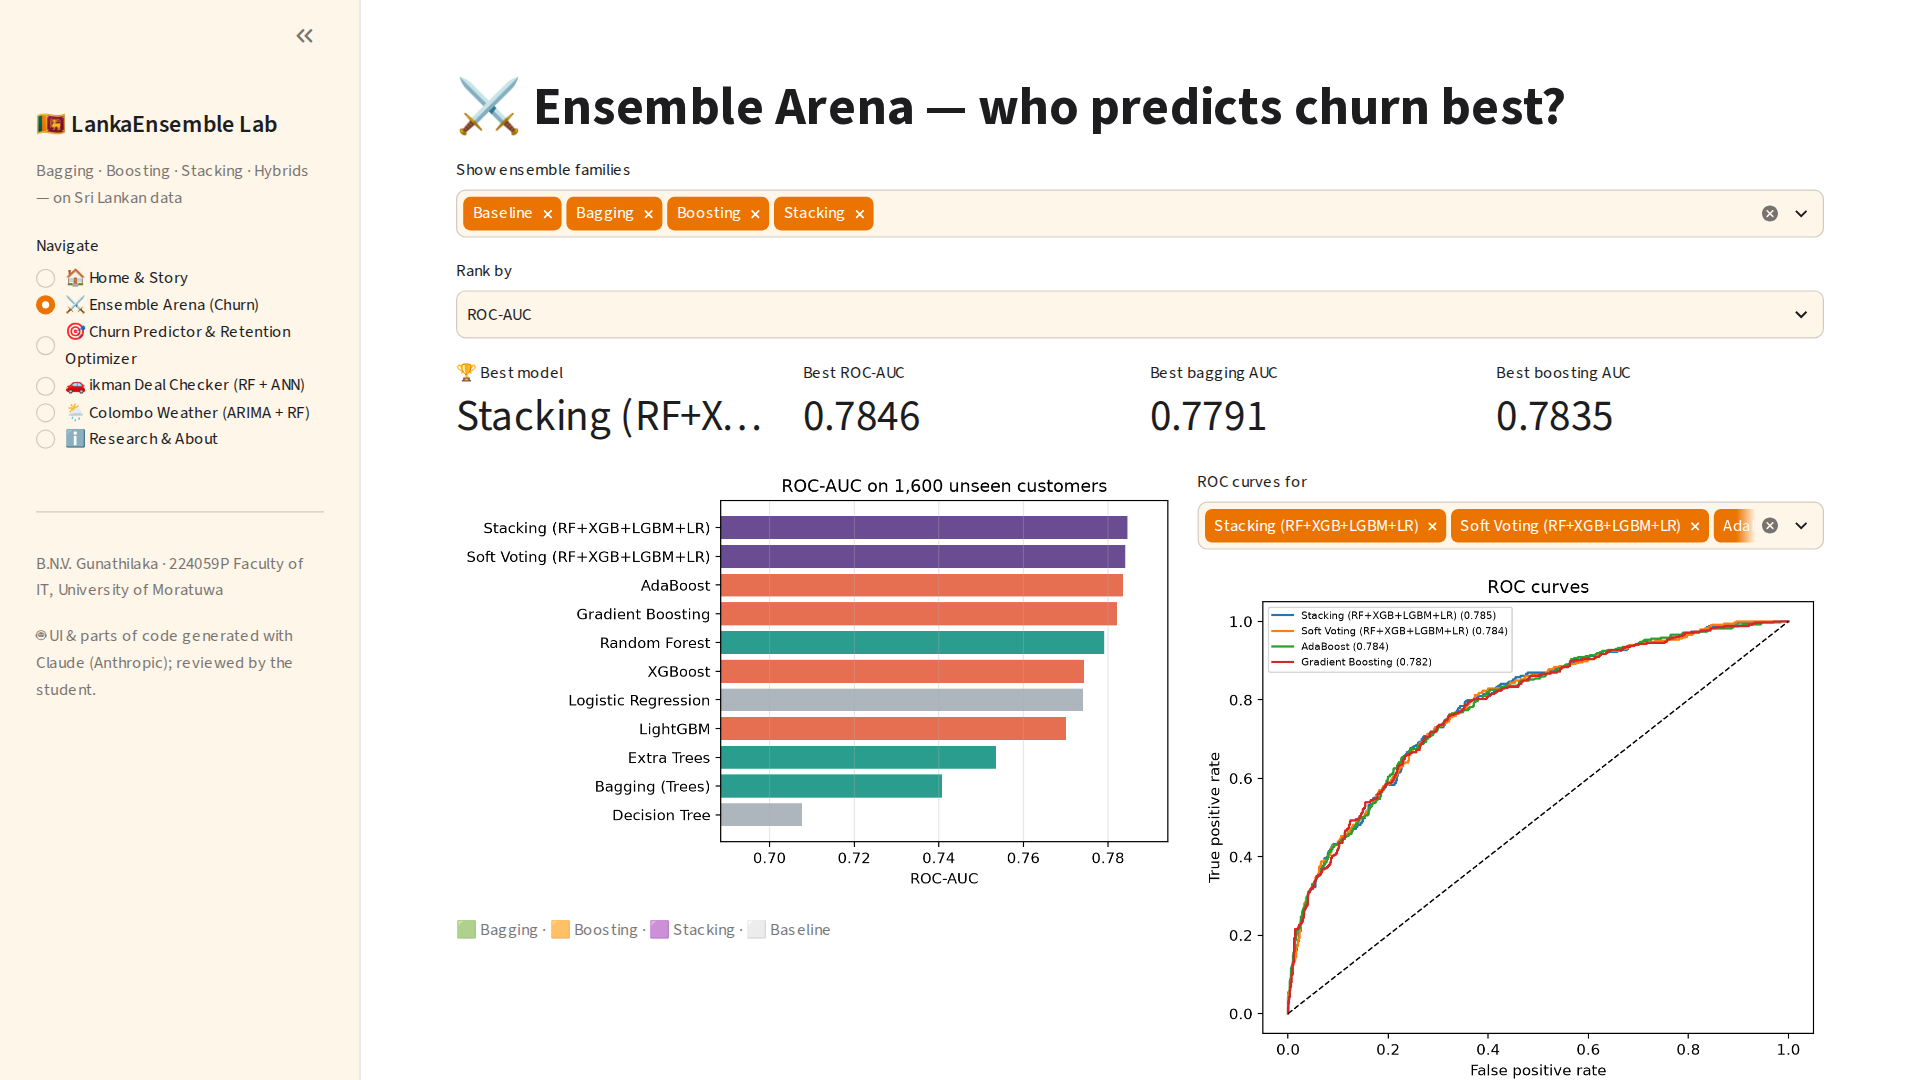 🇱🇰 LankaEnsemble Lab
Bagging · Boosting · Stacking · Hybrids
— on Sri Lankan data
Navigate
🏠 Home & Story
⚔️ Ensemble Arena (Churn)
🎯 Churn Predictor & Retention
Optimizer
🚗 ikman Deal Checker (RF + ANN)
🌦️ Colombo Weather (ARIMA + RF)
ℹ️ Research & About
B.N.V. Gunathilaka · 224059P Faculty of
IT, University of Moratuwa
UI & parts of code generated with
Claude (Anthropic); reviewed by the
student.
⚔️ Ensemble Arena — who predicts churn best?
Show ensemble families
Baseline × Bagging × Boosting × Stacking ×
Rank by
ROC-AUC
🏆 Best model
Stacking (RF+X…
Best ROC-AUC
0.7846
Best bagging AUC
0.7791
Best boosting AUC
0.7835
ROC-AUC on 1,600 unseen customers
Stacking (RF+XGB+LGBM+LR)
Soft Voting (RF+XGB+LGBM+LR)
AdaBoost
Gradient Boosting
Random Forest
XGBoost
Logistic Regression
LightGBM
Extra Trees
Bagging (Trees)
Decision Tree
0.70 0.72 0.74 0.76 0.78
ROC-AUC
🟩 Bagging · 🟧 Boosting · 🟪 Stacking · ⬜ Baseline
ROC curves for
Stacking (RF+XGB+LGBM+LR) × Soft Voting (RF+XGB+LGBM+LR) × Ada
ROC curves
Stacking (RF+XGB+LGBM+LR) (0.785)
Soft Voting (RF+XGB+LGBM+LR) (0.784)
AdaBoost (0.784)
Gradient Boosting (0.782)
True positive rate
1.0
0.8
0.6
0.4
0.2
0.0
0.0 0.2 0.4 0.6 0.8 1.0
False positive rate